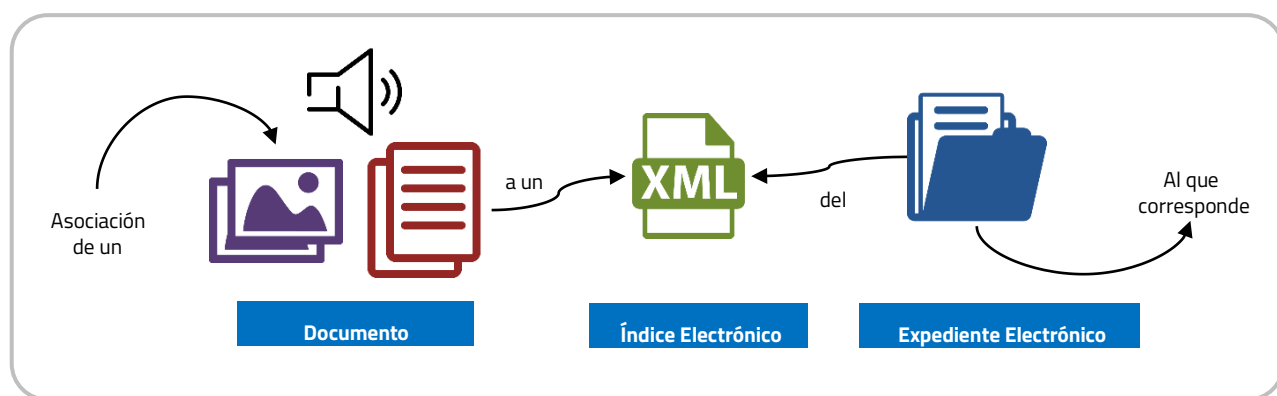 Asociación
de un
a un
XML
del
Al que
corresponde
Documento
Índice Electrónico
Expediente Electrónico